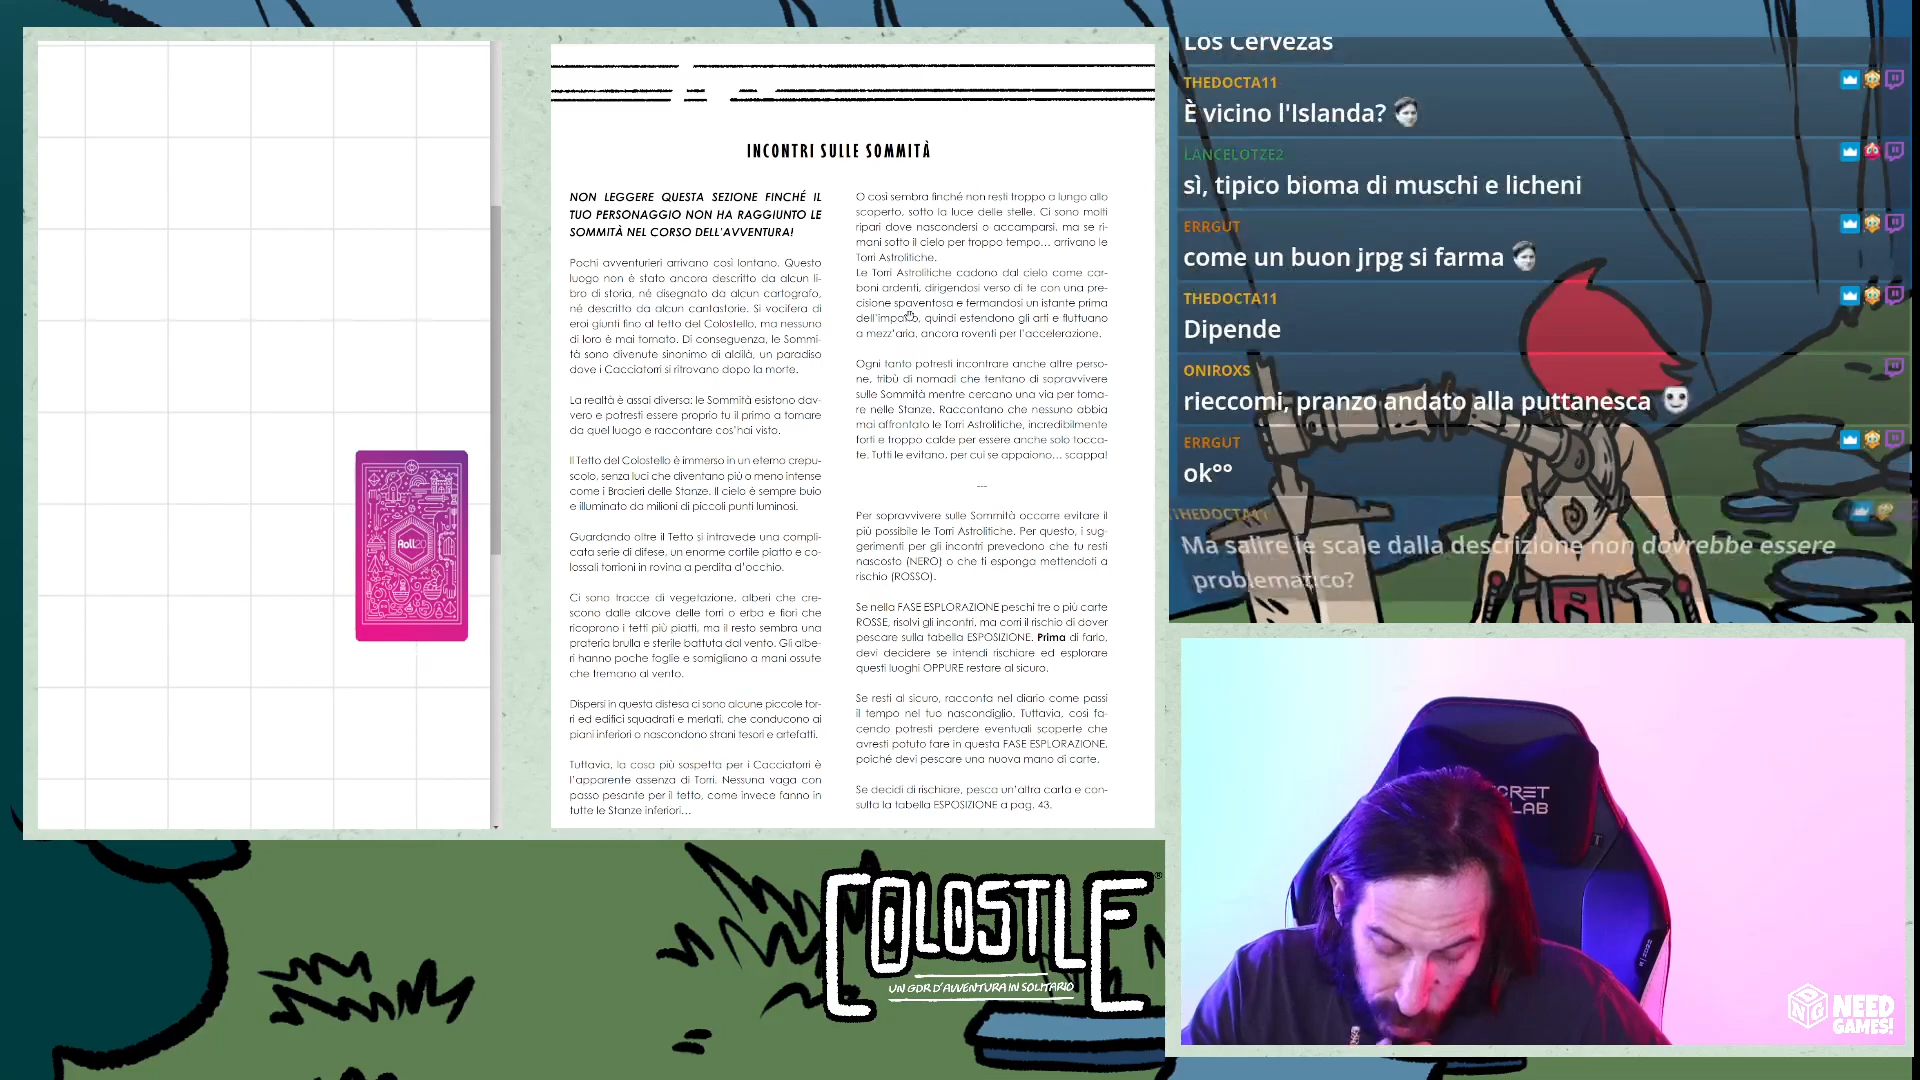 INCONTRI SULLE SOMMITÀ
NON LEGGERE QUESTA SEZIONE FINCHÉ IL
TUO PERSONAGGIO NON HA RAGGIUNTO LE
SOMMITÀ NEL CORSO DELL'AVVENTURA!
Pochi avventurieri arrivano così lontano. Questo
luogo non è stato ancora descritto da alcun li-
bro di storia, né disegnato da alcun cartografo,
né descritto da alcun cantastorie. Si vocifera di
eroi giunti fino al tetto del Colostello, ma nessuno
di loro è mai tornato. Di conseguenza, le Sommi-
tà sono divenute sinonimo di aldilà, un paradiso
dove i Cacciatorri si ritrovano dopo la morte.
La realtà è assai diversa: le Sommità esistono dav-
vero e potresti essere proprio tu il primo a tornare
da quel luogo e raccontare cos'hai visto.
Il Tetto del Colostello è immerso in un eterno crepu-
scolo, senza luci che diventano più o meno intense
come i Bracieri delle Stanze. Il cielo è sempre buio
e illuminato da milioni di piccoli punti luminosi.
Guardando oltre il Tetto si intravede una compli-
cata serie di difese, un enorme cortile piatto e co-
lossali torrioni in rovina a perdita d'occhio.
Ci sono tracce di vegetazione, alberi che cre-
scono dalle alcove delle torri o erba e fiori che
ricoprono i tetti più piatti, ma il resto sembra una
prateria brulla e sterile battuta dal vento. Gli albe-
ri hanno poche foglie e somigliano a mani ossute
che tremano al vento.
Dispersi in questa distesa ci sono alcune piccole tor-
ri ed edifici squadrati e merlati, che conducono ai
piani inferiori o nascondono strani tesori e artefatti.
Tuttavia, la cosa più sospetta per i Cacciatorri è
l'apparente assenza di Torri. Nessuna vaga con
passo pesante per il tetto, come invece fanno in
tutte le Stanze inferiori...
O così sembra finché non resti troppo a lungo allo
scoperto, sotto la luce delle stelle. Ci sono molti
ripari dove nascondersi o accamparsi, ma se ri-
mani sotto il cielo per troppo tempo... arrivano le
Torri Astrolitiche.
Le Torri Astrolitiche cadono dal cielo come car-
boni ardenti, dirigendosi verso di te con una pre-
cisione spaventosa e fermandosi un istante prima
dell'impatto, quindi estendono gli arti e fluttuano
a mezz'aria, ancora roventi per l'accelerazione.
Ogni tanto potresti incontrare anche altre perso-
ne, tribù di nomadi che tentano di sopravvivere
sulle Sommità mentre cercano una via per torna-
re nelle Stanze. Raccontano che nessuno abbia
mai affrontato le Torri Astrolitiche, incredibilmente
forti e troppo calde per essere anche solo tocca-
te. Tutti le evitano, per cui se appaiono... scappa!
---
Per sopravvivere sulle Sommità occorre evitare il
più possibile le Torri Astrolitiche. Per questo, i sug-
gerimenti per gli incontri prevedono che tu resti
nascosto (NERO) o che ti esponga mettendoti a
rischio (ROSSO).
Se nella FASE ESPLORAZIONE peschi tre o più carte
ROSSE, risolvi gli incontri, ma corri il rischio di dover
pescare sulla tabella ESPOSIZIONE. Prima di farlo,
devi decidere se intendi rischiare ed esplorare
questi luoghi OPPURE restare al sicuro.
Se resti al sicuro, racconta nel diario come passi
il tempo nel tuo nascondiglio. Tuttavia, così fa-
cendo potresti perdere eventuali scoperte che
avresti potuto fare in questa FASE ESPLORAZIONE,
poiché devi pescare una nuova mano di carte.
Se decidi di rischiare, pesca un'altra carta e con-
sulta la tabella ESPOSIZIONE a pag. 43.
Roll20
Los Cervezas
THEDOCTA11
È vicino l'Islanda?
LANCELOTZE2
sì, tipico bioma di muschi e licheni
ERRGUT
come un buon jrpg si farma
THEDOCTA11
Dipende
ONIROXS
rieccomi, pranzo andato alla puttanesca
ERRGUT
ok°°
THEDOCTA11
Ma salire le scale dalla descrizione non dovrebbe essere
problematico?
COLOSTLE®
UN GDR D'AVVENTURA IN SOLITARIO
NEED
GAMES!